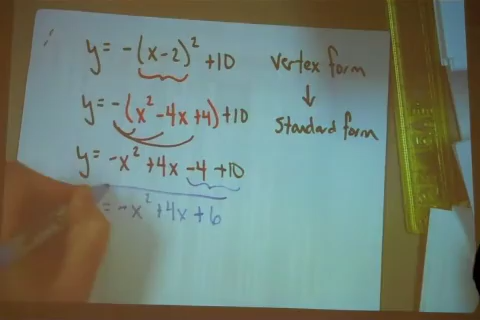 y = -(x-2)² +10 vertex form
↓
y = -(x² -4x +4) +10 standard form
y = -x² +4x -4 +10
= -x² +4x +6